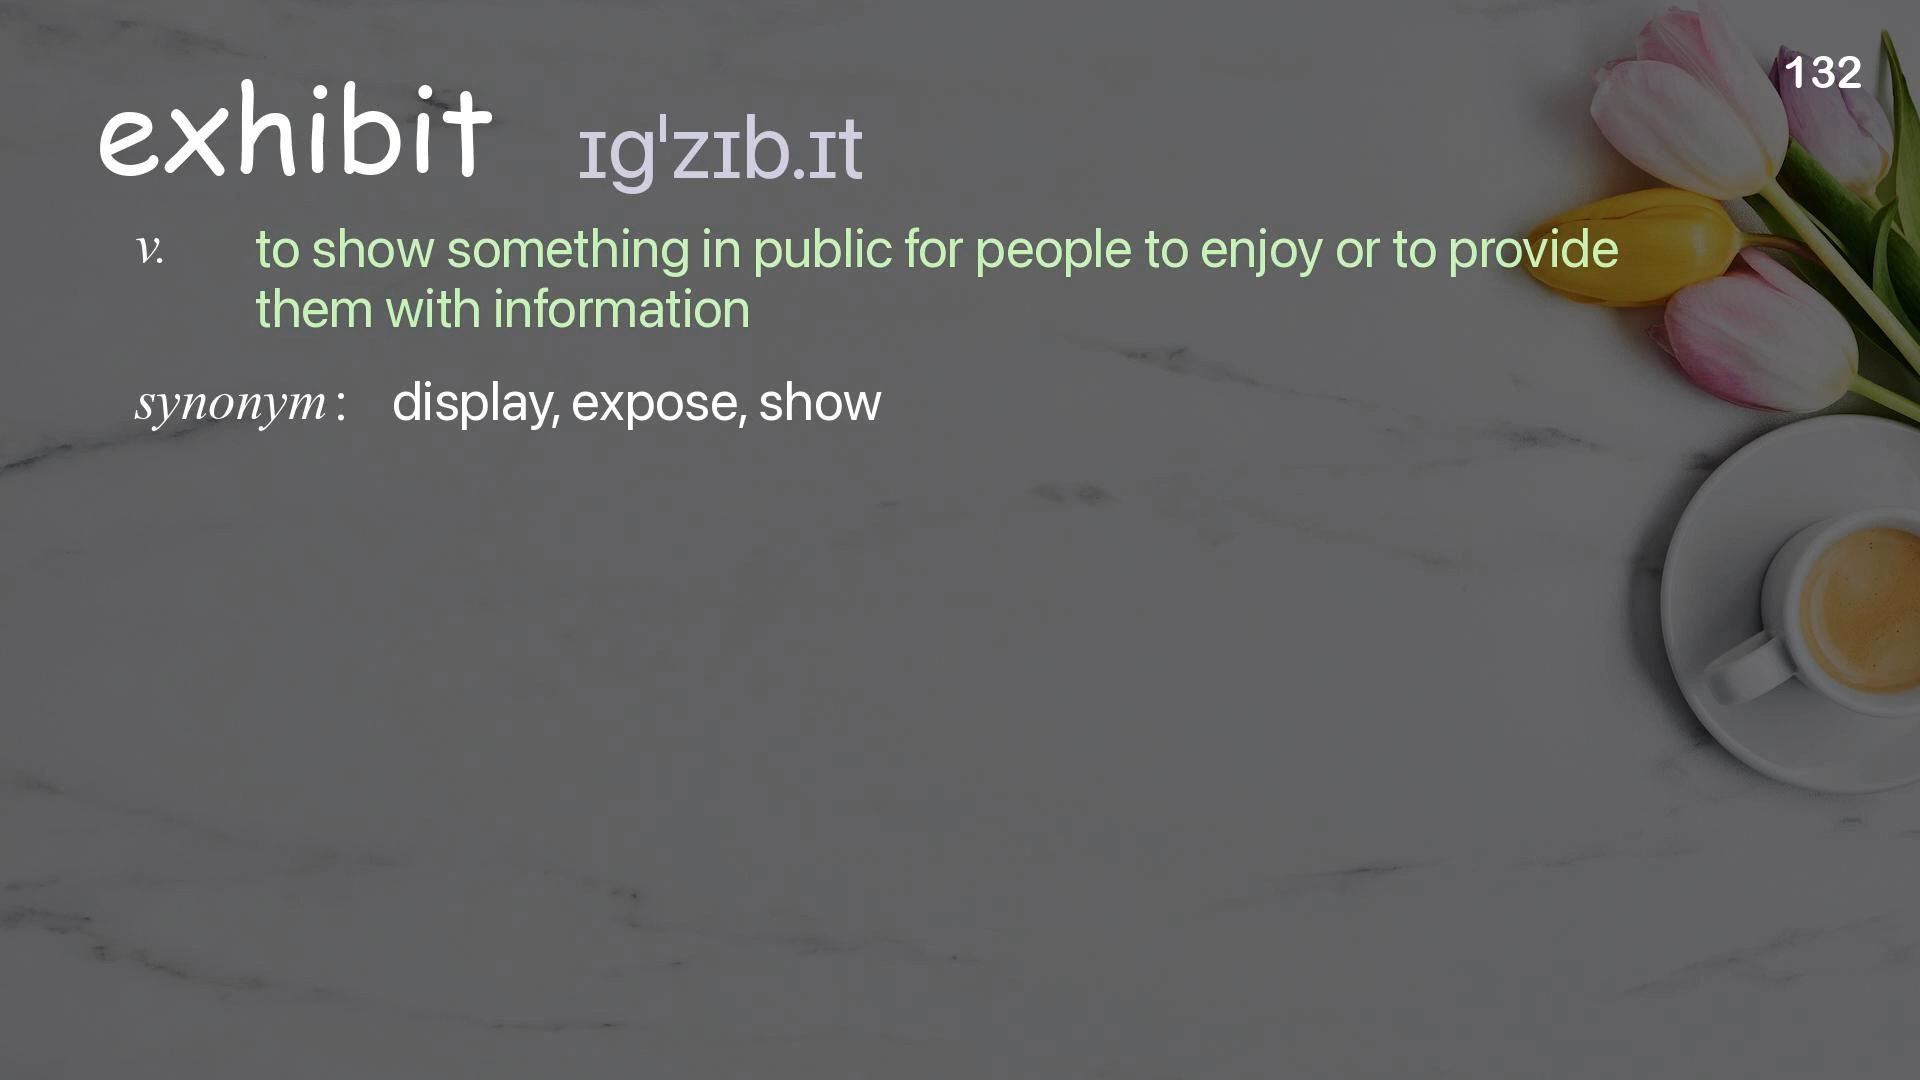 132
exhibit ɪgˈzɪb.ɪt
v. to show something in public for people to enjoy or to provide
them with information
synonym : display, expose, show